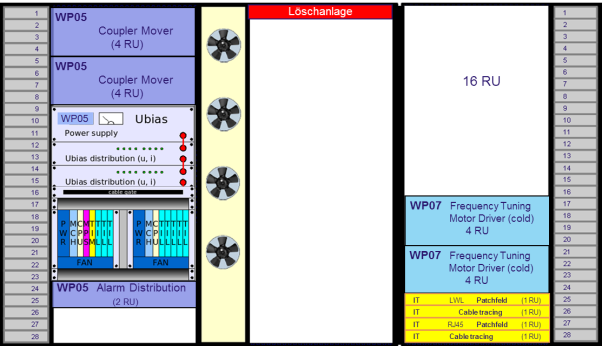 1
2
3
4
5
6
7
8
9
10
11
12
13
14
15
16
17
18
19
20
21
22
23
24
25
26
27
28
WP05
Coupler Mover
(4 RU)
WP05
Coupler Mover
(4 RU)
WP05 Ubias
Power supply
Ubias distribution (u, i)
Ubias distribution (u, i)
cable gate
P M C M T T T T
W C P P I I I I
R H U S M L L L
P M C T T T T T
W C P I I I I I
R H U L L L L L
FAN
FAN
WP05 Alarm Distribution
(2 RU)
Löschanlage
16 RU
WP07 Frequency Tuning
Motor Driver (cold)
4 RU
WP07 Frequency Tuning
Motor Driver (cold)
4 RU
IT LWL Patchfeld (1 RU)
IT Cable tracing (1 RU)
IT RJ45 Patchfeld (1 RU)
IT Cable tracing (1 RU)
1
2
3
4
5
6
7
8
9
10
11
12
13
14
15
16
17
18
19
20
21
22
23
24
25
26
27
28